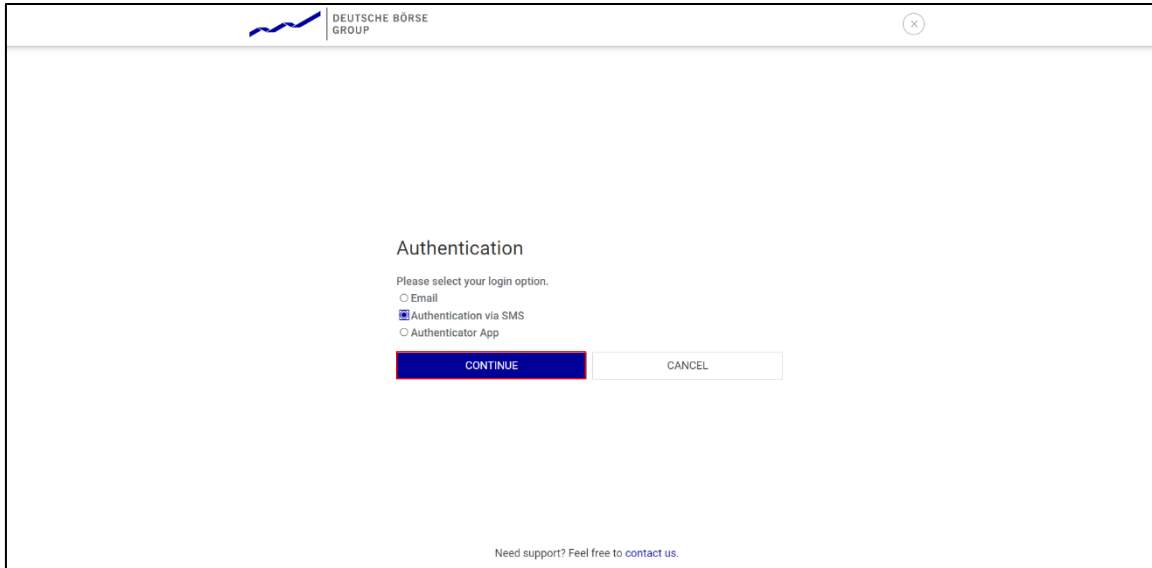 DEUTSCHE BÖRSE
GROUP
Authentication
Please select your login option.
Email
Authentication via SMS
Authenticator App
CONTINUE
CANCEL
Need support? Feel free to contact us.